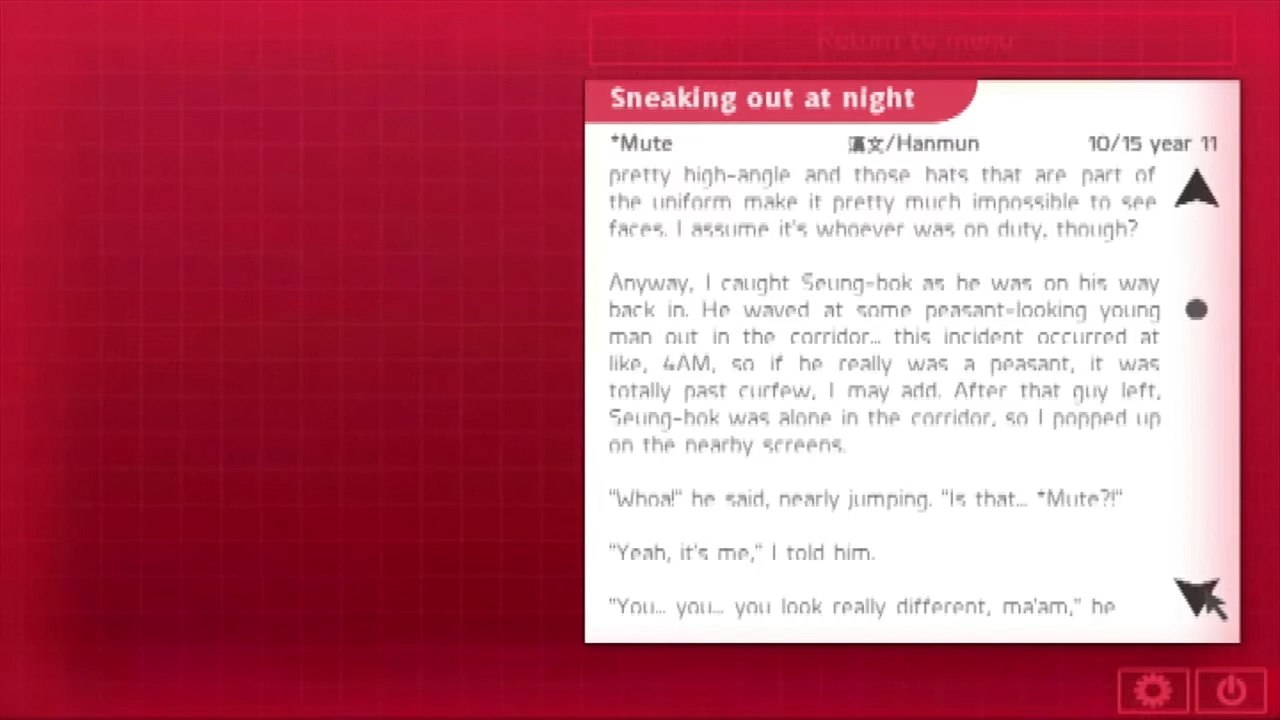 Return to menu
Sneaking out at night
*Mute 漢文/Hanmun 10/15 year 11
pretty high-angle and those hats that are part of
the uniform make it pretty much impossible to see
faces. I assume it's whoever was on duty, though?
Anyway, I caught Seung-bok as he was on his way
back in. He waved at some peasant-looking young
man out in the corridor... this incident occurred at
like, 4AM, so if he really was a peasant, it was
totally past curfew, I may add. After that guy left,
Seung-bok was alone in the corridor, so I popped up
on the nearby screens.
"Whoa!" he said, nearly jumping. "Is that... *Mute?!"
"Yeah, it's me," I told him.
"You... you... you look really different, ma'am," he